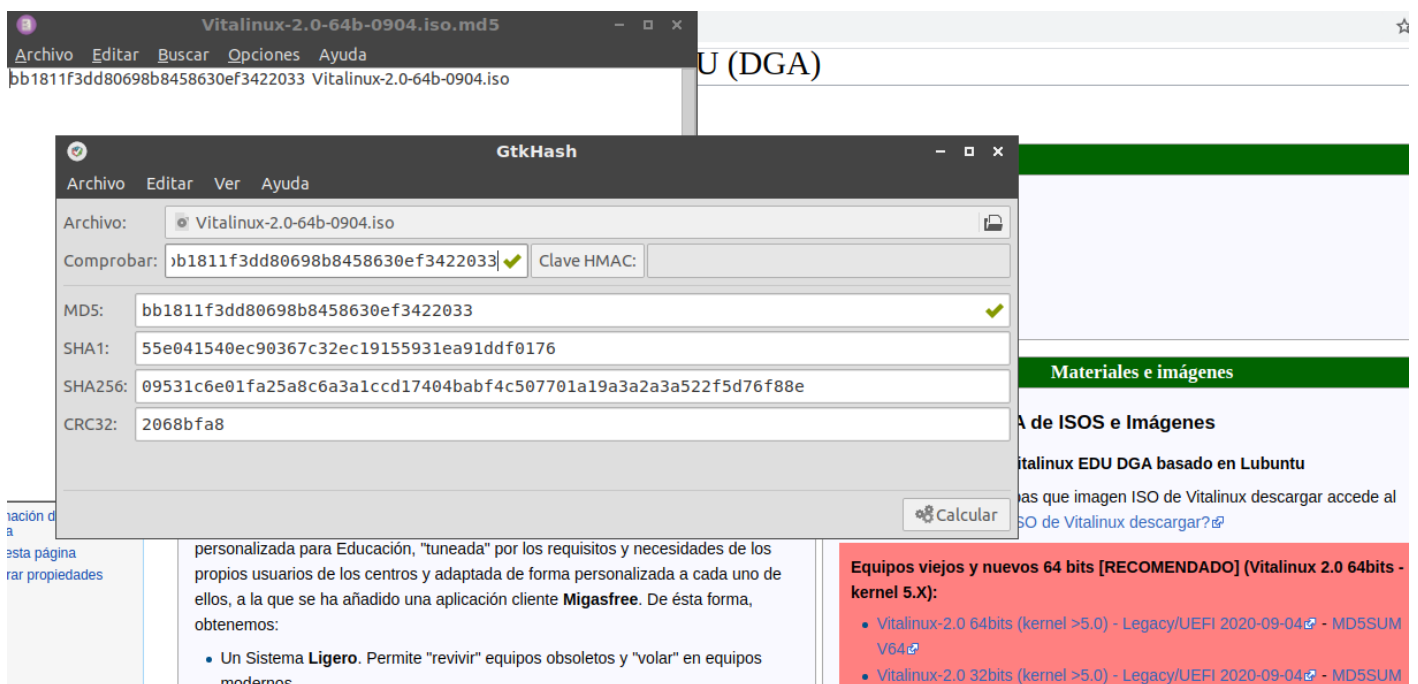 Vitalinux-2.0-64b-0904.iso.md5
Archivo Editar Buscar Opciones Ayuda
bb1811f3dd80698b8458630ef3422033 Vitalinux-2.0-64b-0904.iso
U (DGA)
GtkHash
Archivo Editar Ver Ayuda
Archivo: Vitalinux-2.0-64b-0904.iso
Comprobar: bb1811f3dd80698b8458630ef3422033 Clave HMAC:
MD5: bb1811f3dd80698b8458630ef3422033
SHA1: 55e041540ec90367c32ec19155931ea91ddf0176
SHA256: 09531c6e01fa25a8c6a3a1ccd17404babf4c507701a19a3a2a3a522f5d76f88e
CRC32: 2068bfa8
Calcular
mación d
a
esta página
rar propiedades
personalizada para Educación, "tuneada" por los requisitos y necesidades de los
propios usuarios de los centros y adaptada de forma personalizada a cada uno de
ellos, a la que se ha añadido una aplicación cliente Migasfree. De ésta forma,
obtenemos:
Un Sistema Ligero. Permite "revivir" equipos obsoletos y "volar" en equipos
modernos
Materiales e imágenes
A de ISOS e Imágenes
italinux EDU DGA basado en Lubuntu
as que imagen ISO de Vitalinux descargar accede al
SO de Vitalinux descargar?
Equipos viejos y nuevos 64 bits [RECOMENDADO] (Vitalinux 2.0 64bits -
kernel 5.X):
Vitalinux-2.0 64bits (kernel >5.0) - Legacy/UEFI 2020-09-04 - MD5SUM
V64
Vitalinux-2.0 32bits (kernel >5.0) - Legacy/UEFI 2020-09-04 - MD5SUM